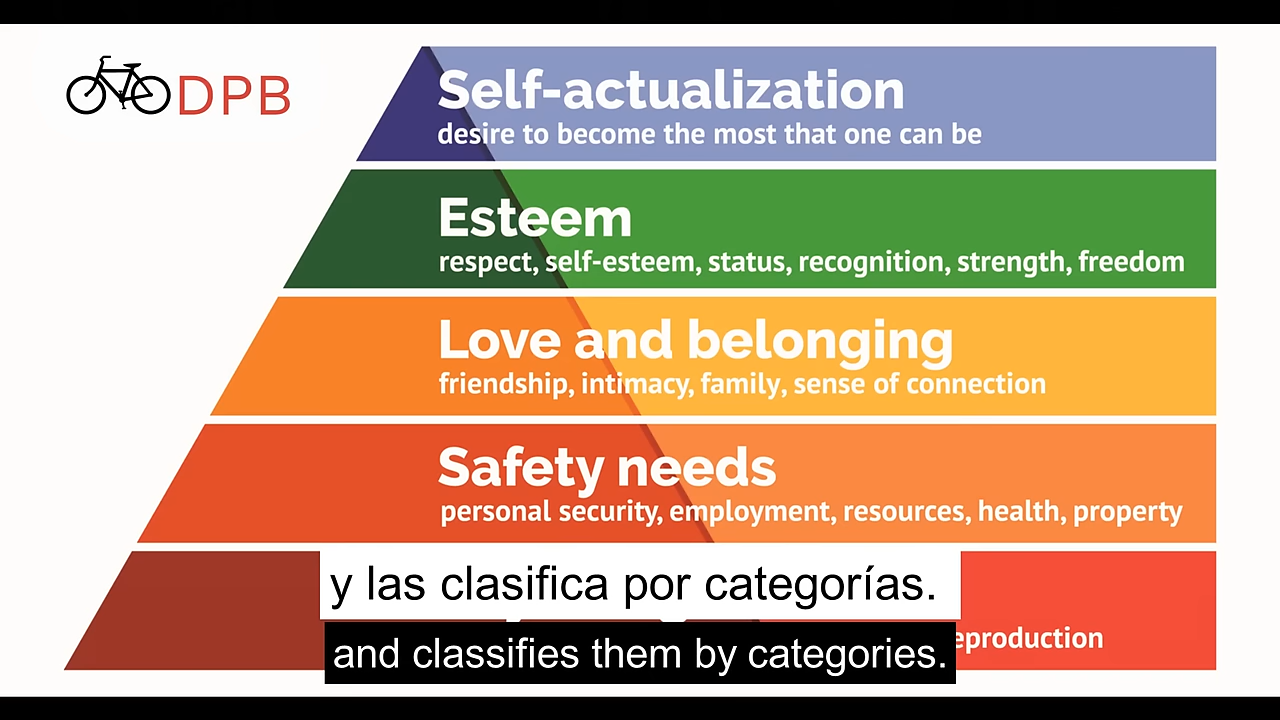 DPB
Self-actualization
desire to become the most that one can be
Esteem
respect, self-esteem, status, recognition, strength, freedom
Love and belonging
friendship, intimacy, family, sense of connection
Safety needs
personal security, employment, resources, health, property
y las clasifica por categorías.
and classifies them by categories.